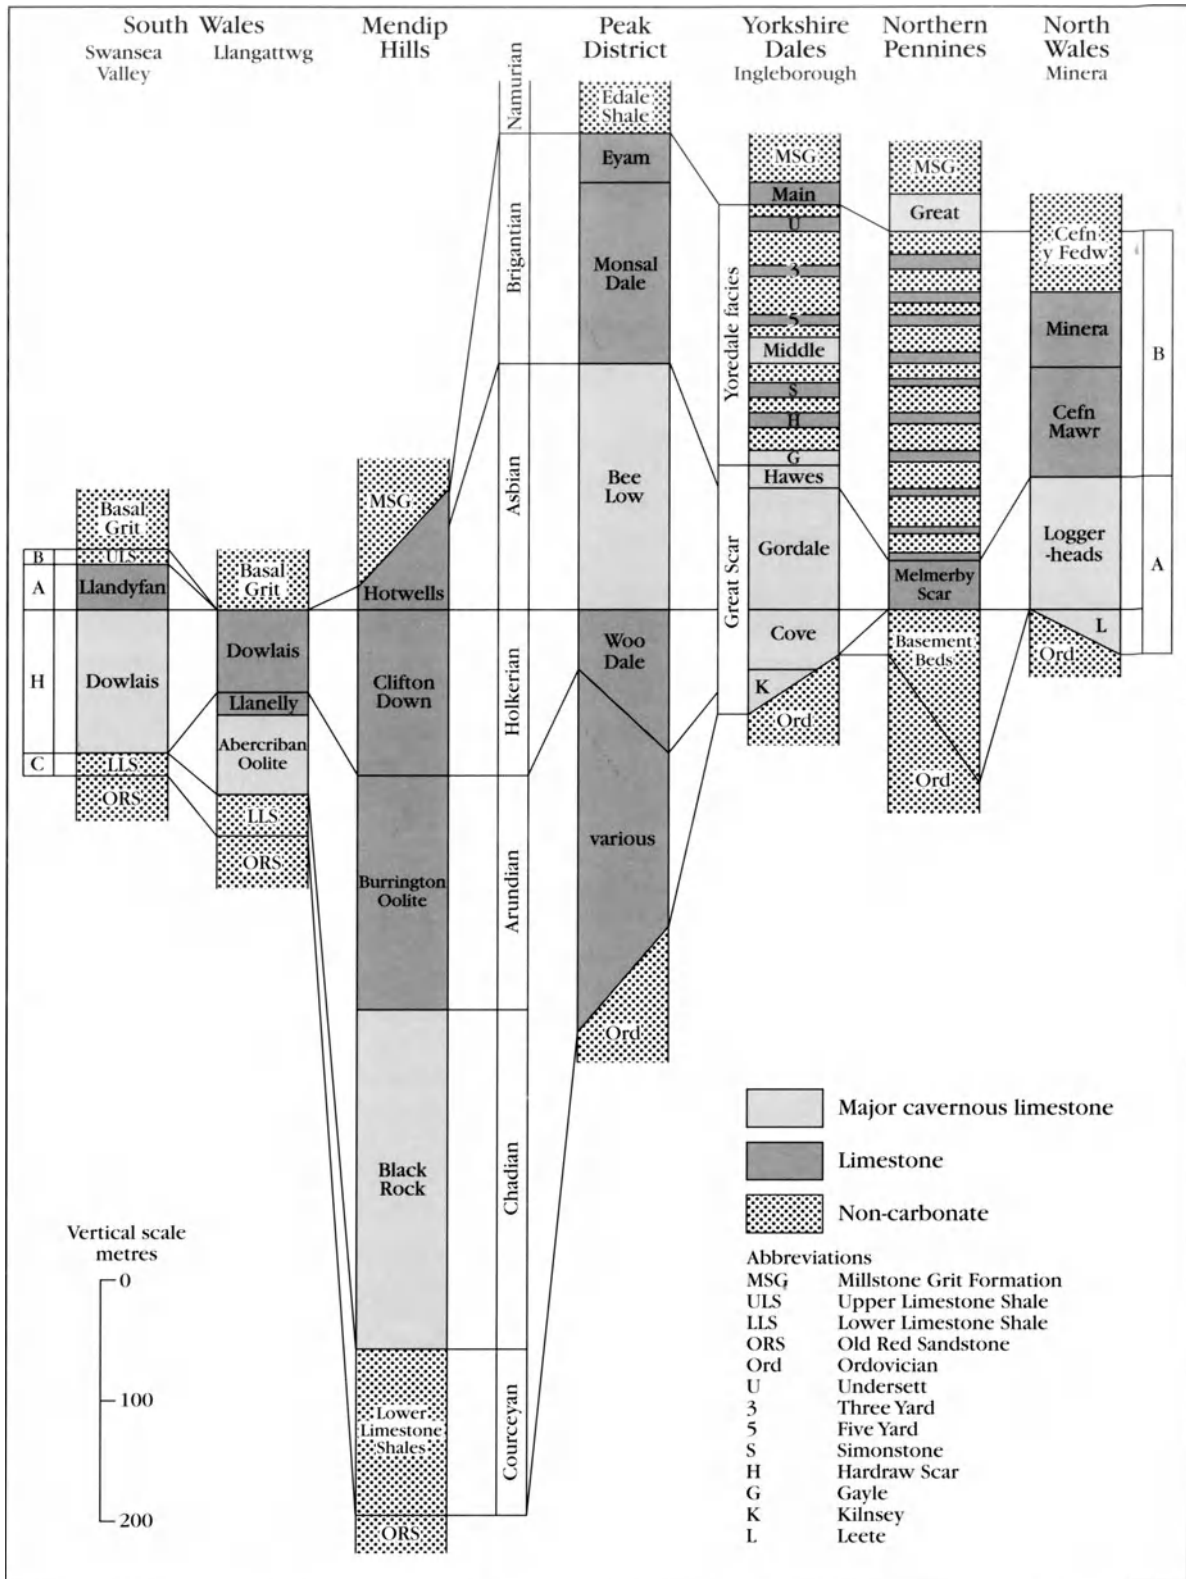 South Wales
Swansea
Valley
Llangattwg
Mendip
Hills
Peak
District
Yorkshire
Dales
Ingleborough
Northern
Pennines
North
Wales
Minera
Basal
Grit
ULS
Llandyfan
Dowlais
LLS
ORS
B
A
H
C
Basal
Grit
Dowlais
Llanelly
Abercriban
Oolite
LLS
ORS
MSG
Hotwells
Clifton
Down
Burrington
Oolite
Black
Rock
Lower
Limestone
Shales
ORS
Namurian
Brigantian
Asbian
Holkerian
Arundian
Chadian
Courceyan
Edale
Shale
Eyam
Monsal
Dale
Bee
Low
Woo
Dale
various
Ord
Yoredale facies
Great Scar
MSG
Main
U
3
5
Middle
S
H
G
Hawes
Gordale
Cove
K
Ord
MSG
Great
Melmerby
Scar
Basement
Beds
Ord
Cefn
y Fedw
Minera
Cefn
Mawr
Logger
-heads
L
Ord
B
A
Major cavernous limestone
Limestone
Non-carbonate
Vertical scale
metres
0
100
200
Abbreviations
MSG Millstone Grit Formation
ULS Upper Limestone Shale
LLS Lower Limestone Shale
ORS Old Red Sandstone
Ord Ordovician
U Undersett
3 Three Yard
5 Five Yard
S Simonstone
H Hardraw Scar
G Gayle
K Kilnsey
L Leete